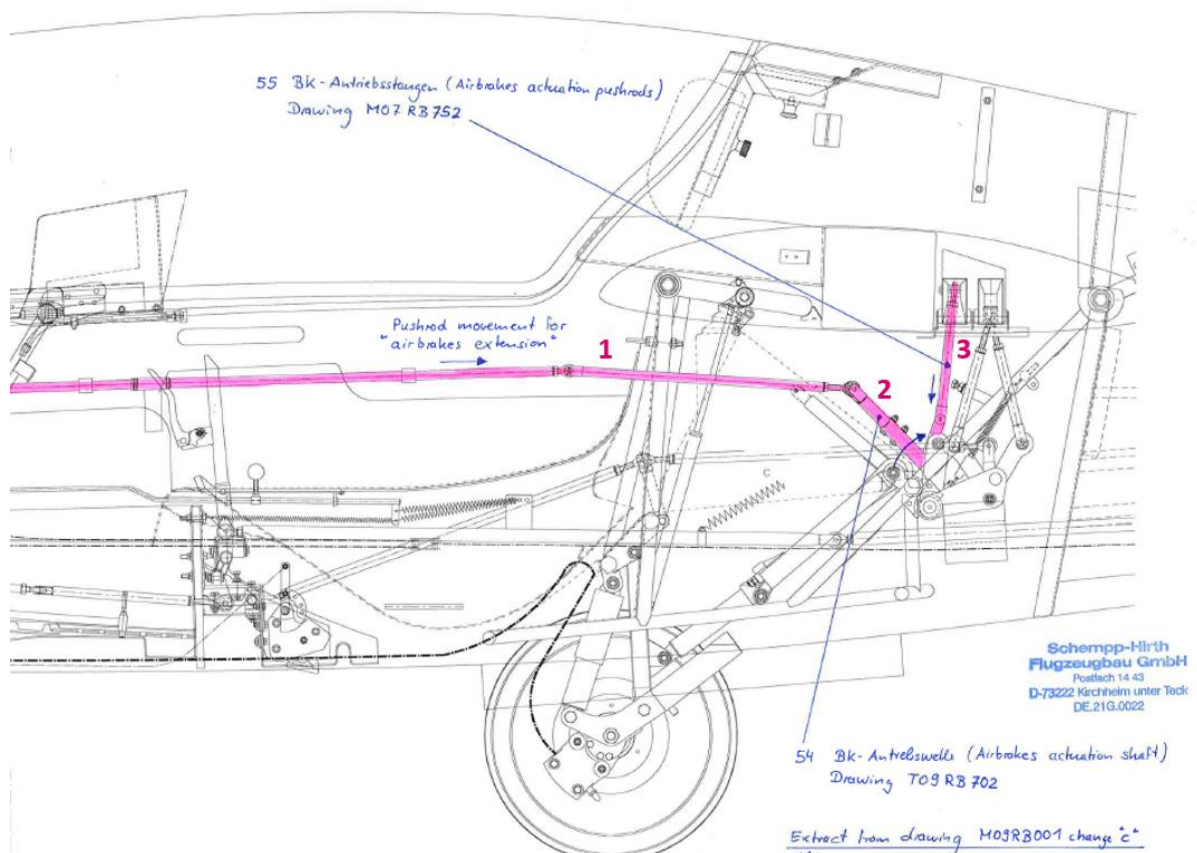 55 BK-Antriebsstangen (Airbrakes actuation pushrods)
Drawing M07 RB 752
Pushrod movement for
"airbrakes extension"
1
2
3
C
Schempp-Hirth
Flugzeugbau GmbH
Postfach 14 43
D-73222 Kirchheim unter Teck
DE.21G.0022
54 BK-Antriebswelle (Airbrakes actuation shaft)
Drawing T09 RB 702
Extract from drawing M09RB001 change "c"